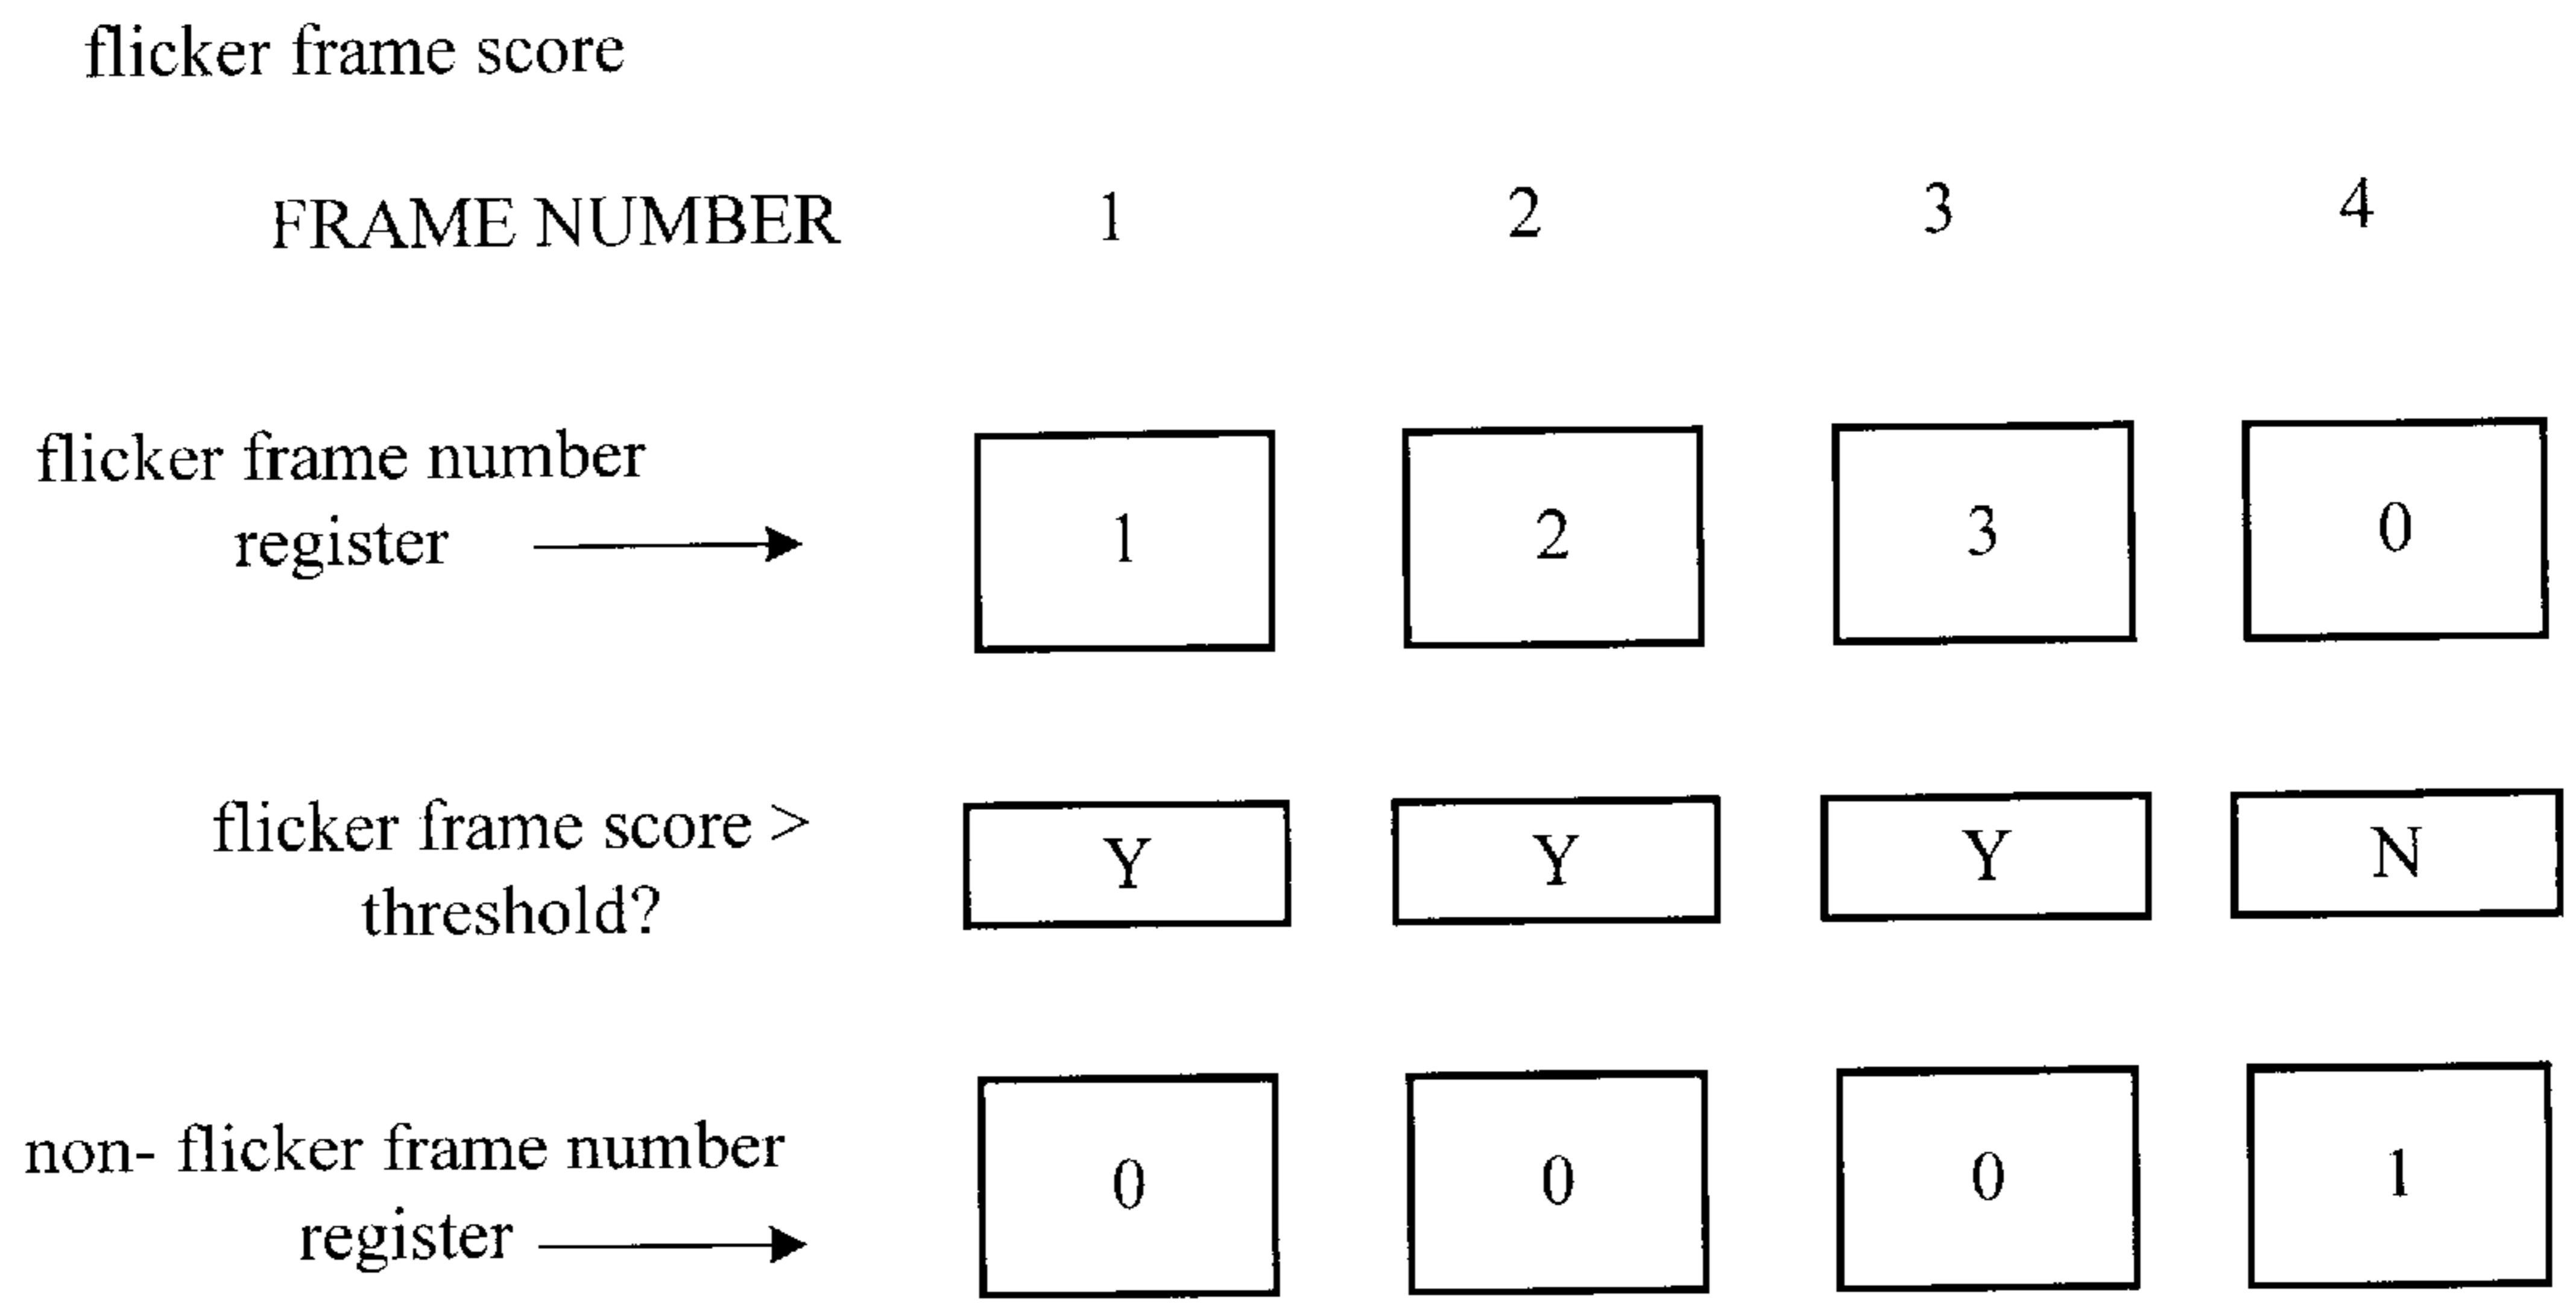 flicker frame score
FRAME NUMBER 1 2 3 4
flicker frame number
register 1 2 3 0
flicker frame score >
threshold? Y Y Y N
non- flicker frame number
register 0 0 0 1